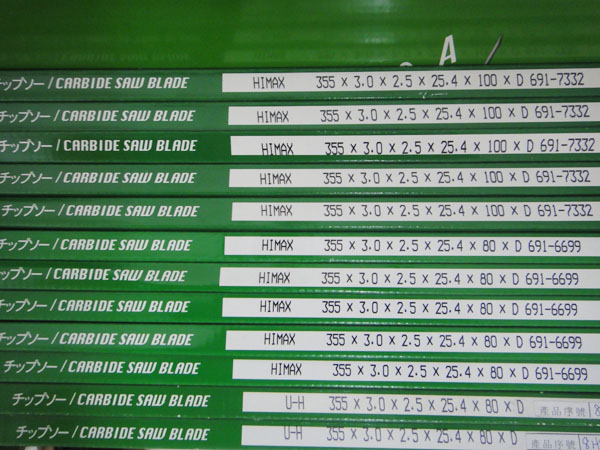 チップソー/CARBIDE SAW BLADE HIMAX 355 × 3.0 × 2.5 × 25.4 × 100 × D 691-7332
チップソー/CARBIDE SAW BLADE HIMAX 355 × 3.0 × 2.5 × 25.4 × 100 × D 691-7332
チップソー/CARBIDE SAW BLADE HIMAX 355 × 3.0 × 2.5 × 25.4 × 100 × D 691-7332
チップソー/CARBIDE SAW BLADE HIMAX 355 × 3.0 × 2.5 × 25.4 × 100 × D 691-7332
チップソー/CARBIDE SAW BLADE HIMAX 355 × 3.0 × 2.5 × 25.4 × 100 × D 691-7332
チップソー/CARBIDE SAW BLADE HIMAX 355 × 3.0 × 2.5 × 25.4 × 80 × D 691-6699
ップソー/CARBIDE SAW BLADE HIMAX 355 × 3.0 × 2.5 × 25.4 × 80 × D 691-6699
チップソー/CARBIDE SAW BLADE HIMAX 355 × 3.0 × 2.5 × 25.4 × 80 × D 691-6699
チップソー/CARBIDE SAW BLADE HIMAX 355 × 3.0 × 2.5 × 25.4 × 80 × D 691-6699
チップソー/CARBIDE SAW BLADE HIMAX 355 × 3.0 × 2.5 × 25.4 × 80 × D 691-6699
チップソー/CARBIDE SAW BLADE U-H 355 × 3.0 × 2.5 × 25.4 × 80 × D 產品序號
チップソー/CARBIDE SAW BLADE U-H 355 × 3.0 × 2.5 × 25.4 × 80 × D 產品序號